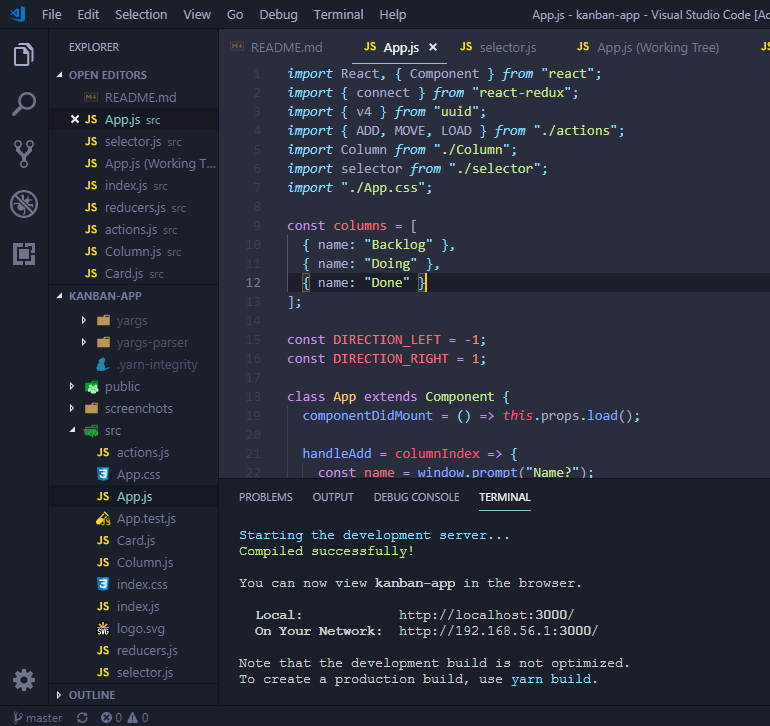 File Edit Selection View Go Debug Terminal Help App.js - kanban-app - Visual Studio Code [Ad
EXPLORER
OPEN EDITORS
README.md
App.js src
selector.js src
App.js (Working T...
index.js src
reducers.js src
actions.js src
Column.js src
Card.js src
KANBAN-APP
yargs
yargs-parser
.yarn-integrity
public
screenshots
src
JS actions.js
App.css
JS App.js
App.test.js
JS Card.js
JS Column.js
index.css
JS index.js
logo.svg
JS reducers.js
JS selector.js
OUTLINE
README.md JS App.js × JS selector.js JS App.js (Working Tree) JS
1 import React, { Component } from "react";
2 import { connect } from "react-redux";
3 import { v4 } from "uuid";
4 import { ADD, MOVE, LOAD } from "./actions";
5 import Column from "./Column";
6 import selector from "./selector";
7 import "./App.css";
8
9 const columns = [
10 { name: "Backlog" },
11 { name: "Doing" },
12 { name: "Done" }
13 ];
14
15 const DIRECTION_LEFT = -1;
16 const DIRECTION_RIGHT = 1;
17
18 class App extends Component {
19 componentDidMount = () => this.props.load();
20
21 handleAdd = columnIndex => {
22 const name = window.prompt("Name?");
PROBLEMS OUTPUT DEBUG CONSOLE TERMINAL
Starting the development server...
Compiled successfully!
You can now view kanban-app in the browser.
Local: http://localhost:3000/
On Your Network: http://192.168.56.1:3000/
Note that the development build is not optimized.
To create a production build, use yarn build.
master 0 0